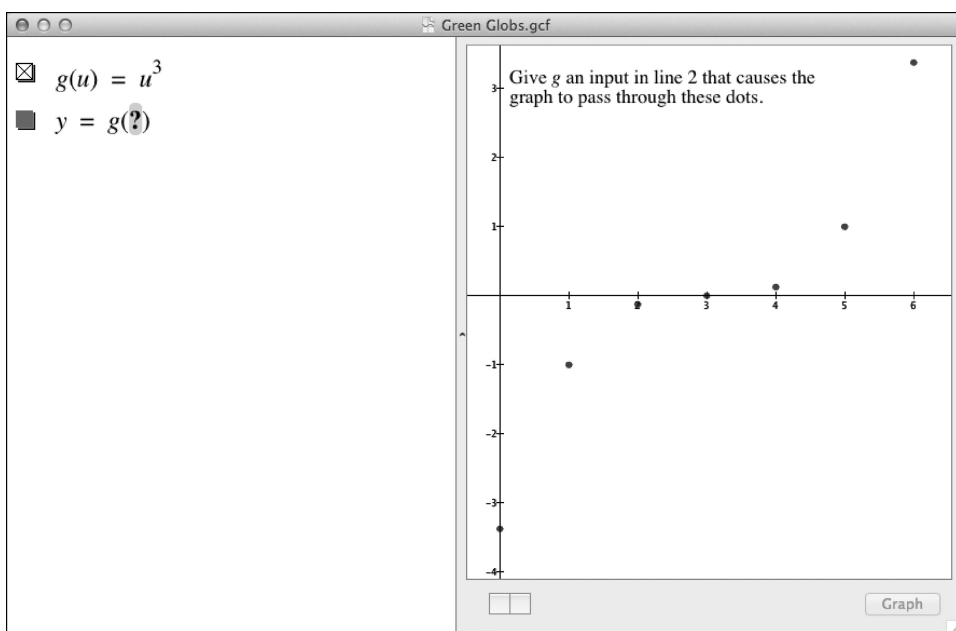 Green Globs.gcf
g(u) = u³
y = g(?)
Give g an input in line 2 that causes the
graph to pass through these dots.
3
2
1
1 2 3 4 5 6
-1
-2
-3
-4
Graph